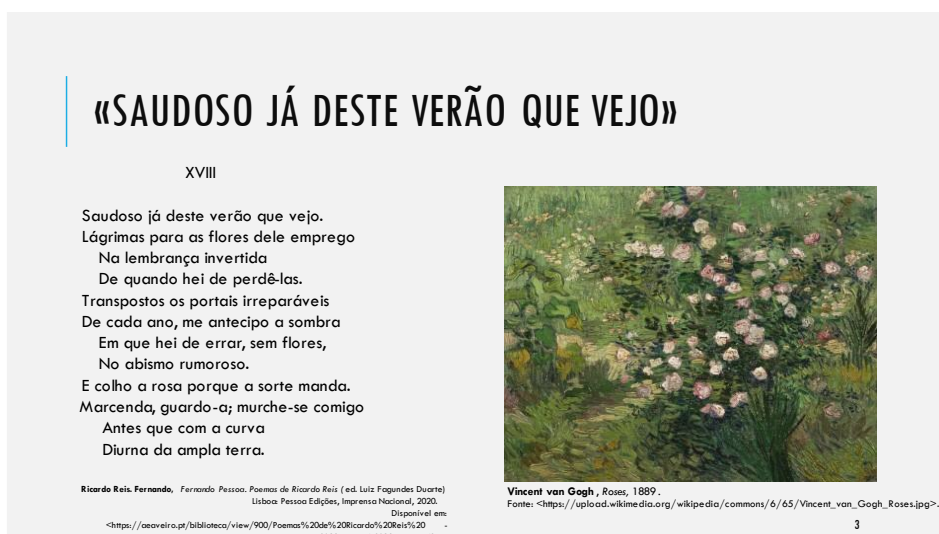 «SAUDOSO JÁ DESTE VERÃO QUE VEJO»
XVIII
Saudoso já deste verão que vejo.
Lágrimas para as flores dele emprego
Na lembrança invertida
De quando hei de perdê-las.
Transpostos os portais irreparáveis
De cada ano, me antecipo a sombra
Em que hei de errar, sem flores,
No abismo rumoroso.
E colho a rosa porque a sorte manda.
Marcenda, guardo-a; murche-se comigo
Antes que com a curva
Diurna da ampla terra.
Ricardo Reis. Fernando, Fernando Pessoa. Poemas de Ricardo Reis ( ed. Luiz Fagundes Duarte)
Lisboa: Pessoa Edições, Imprensa Nacional, 2020.
Disponível em:
<https://aeaveiro.pt/biblioteca/view/900/Poemas%20de%20Ricardo%20Reis%20 -
Vincent van Gogh , Roses, 1889 .
Fonte: <https://upload.wikimedia.org/wikipedia/commons/6/65/Vincent_van_Gogh_Roses.jpg>.
3